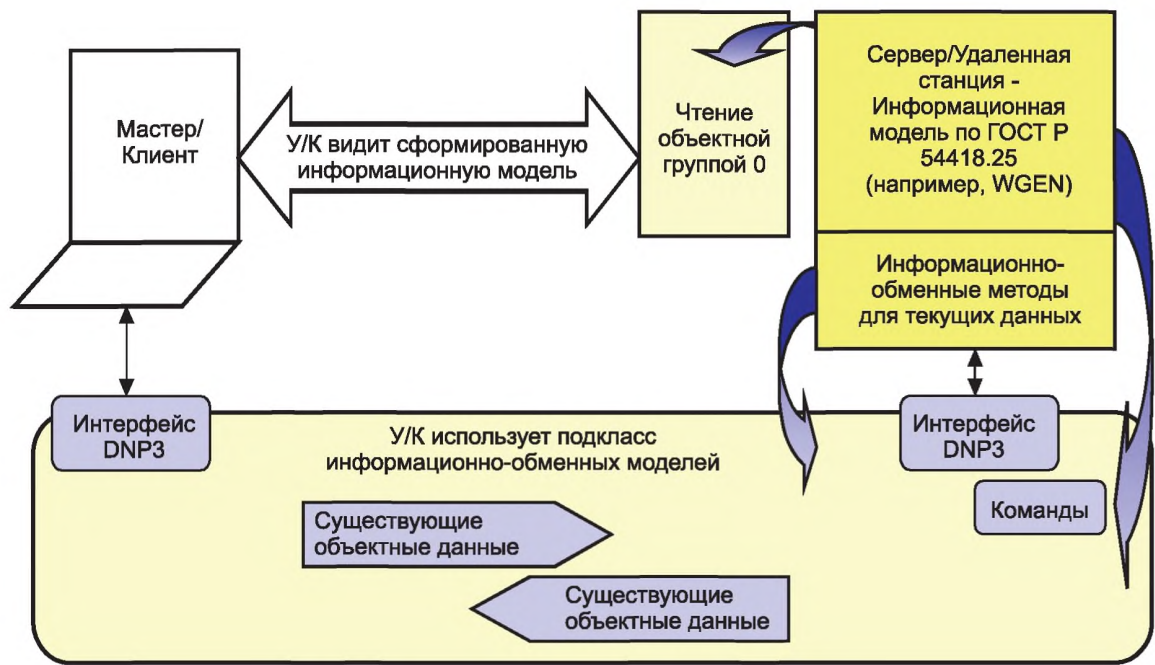 Мастер/
Клиент
У/К видит сформированную
информационную модель
Чтение
объектной
группой 0
Сервер/Удаленная
станция -
Информационная
модель по ГОСТ Р
54418.25
(например, WGEN)
Информационно-
обменные методы
для текущих данных
Интерфейс
DNP3
У/К использует подкласс
информационно-обменных моделей
Интерфейс
DNP3
Команды
Существующие
объектные данные
Существующие
объектные данные